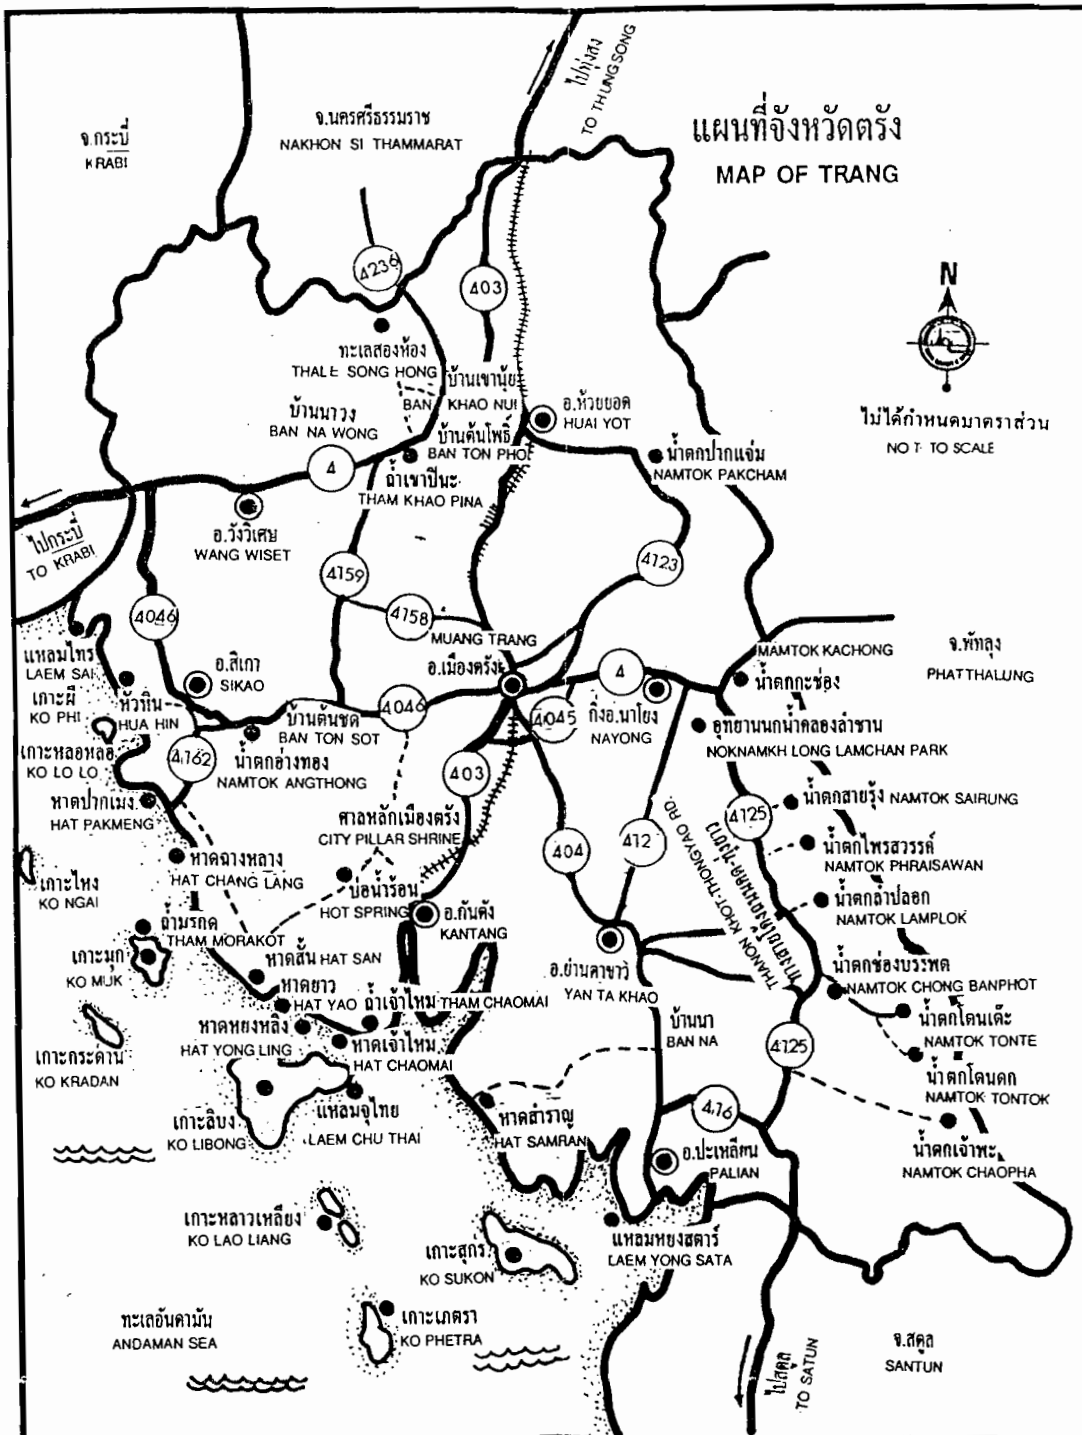 แผนที่จังหวัดตรัง
MAP OF TRANG
ไปทุ่งสง
TO THUNGSONG
จ.กระบี่
KRABI
จ.นครศรีธรรมราช
NAKHON SI THAMMARAT
N
ไม่ได้กำหนดมาตราส่วน
NOT TO SCALE
4236
403
ทะเลสองห้อง
THALE SONG HONG
บ้านเขานุ้ย
BAN KHAO NUI
อ.ห้วยยอด
HUAI YOT
บ้านนาวง
BAN NA WONG
บ้านต้นโพธิ์
BAN TON PHO
น้ำตกปากแจ่ม
NAMTOK PAKCHAM
4
ถ้ำเขาปินะ
THAM KHAO PINA
อ.วังวิเศษ
WANG WISET
ไปกระบี่
TO KRABI
4159
4123
4046
4158
MUANG TRANG
อ.เมืองตรัง
แหลมไทร
LAEM SAI
อ.สิเกา
SIKAO
4
MAMTOK KACHONG
น้ำตกกะช่อง
จ.พัทลุง
PHATTHALUNG
เกาะผี
KO PHI
หัวหิน
HUA HIN
บ้านต้นชด
BAN TON SOT
4046
4045
กิ่งอ.นาโยง
NAYONG
อุทยานนกน้ำคลองลำชาน
NOKNAMKH LONG LAMCHAN PARK
เกาะหลอหลอ
KO LO LO
4162
น้ำตกอ่างทอง
NAMTOK ANGTHONG
403
หาดปากเมง
HAT PAKMENG
ศาลหลักเมืองตรัง
CITY PILLAR SHRINE
4125
น้ำตกสายรุ้ง NAMTOK SAIRUNG
404
412
THANON KHOT-THONGYAO RD.
น้ำตกไพรสวรรค์
NAMTOK PHRAISAWAN
เกาะไหง
KO NGAI
หาดฉางหลาง
HAT CHANG LANG
บ่อน้ำร้อน
HOT SPRING
น้ำตกลำปลอก
NAMTOK LAMPLOK
ถ้ำมรกต
THAM MORAKOT
อ.กันตัง
KANTANG
เกาะมุก
KO MUK
หาดสั้น HAT SAN
อ.ย่านตาขาว
YAN TA KHAO
น้ำตกช่องบรรพต
NAMTOK CHONG BANPHOT
หาดยาว
HAT YAO
ถ้ำเจ้าไหม THAM CHAOMAI
บ้านนา
BAN NA
น้ำตกโตนเต๊ะ
NAMTOK TONTE
หาดหยงหลิง
HAT YONG LING
หาดเจ้าไหม
HAT CHAOMAI
4125
เกาะกระดาน
KO KRADAN
น้ำตกโตนตก
NAMTOK TONTOK
เกาะลิบง
KO LIBONG
แหลมจุไทย
LAEM CHU THAI
หาดสำราญ
HAT SAMRAN
416
น้ำตกเจ้าพะ
NAMTOK CHAOPHA
อ.ปะเหลียน
PALIAN
เกาะหลาวเหลียง
KO LAO LIANG
เกาะสุกร
KO SUKON
แหลมหยงสตาร์
LAEM YONG SATA
ทะเลอันดามัน
ANDAMAN SEA
เกาะเภตรา
KO PHETRA
ไปสตูล
TO SATUN
จ.สตูล
SANTUN